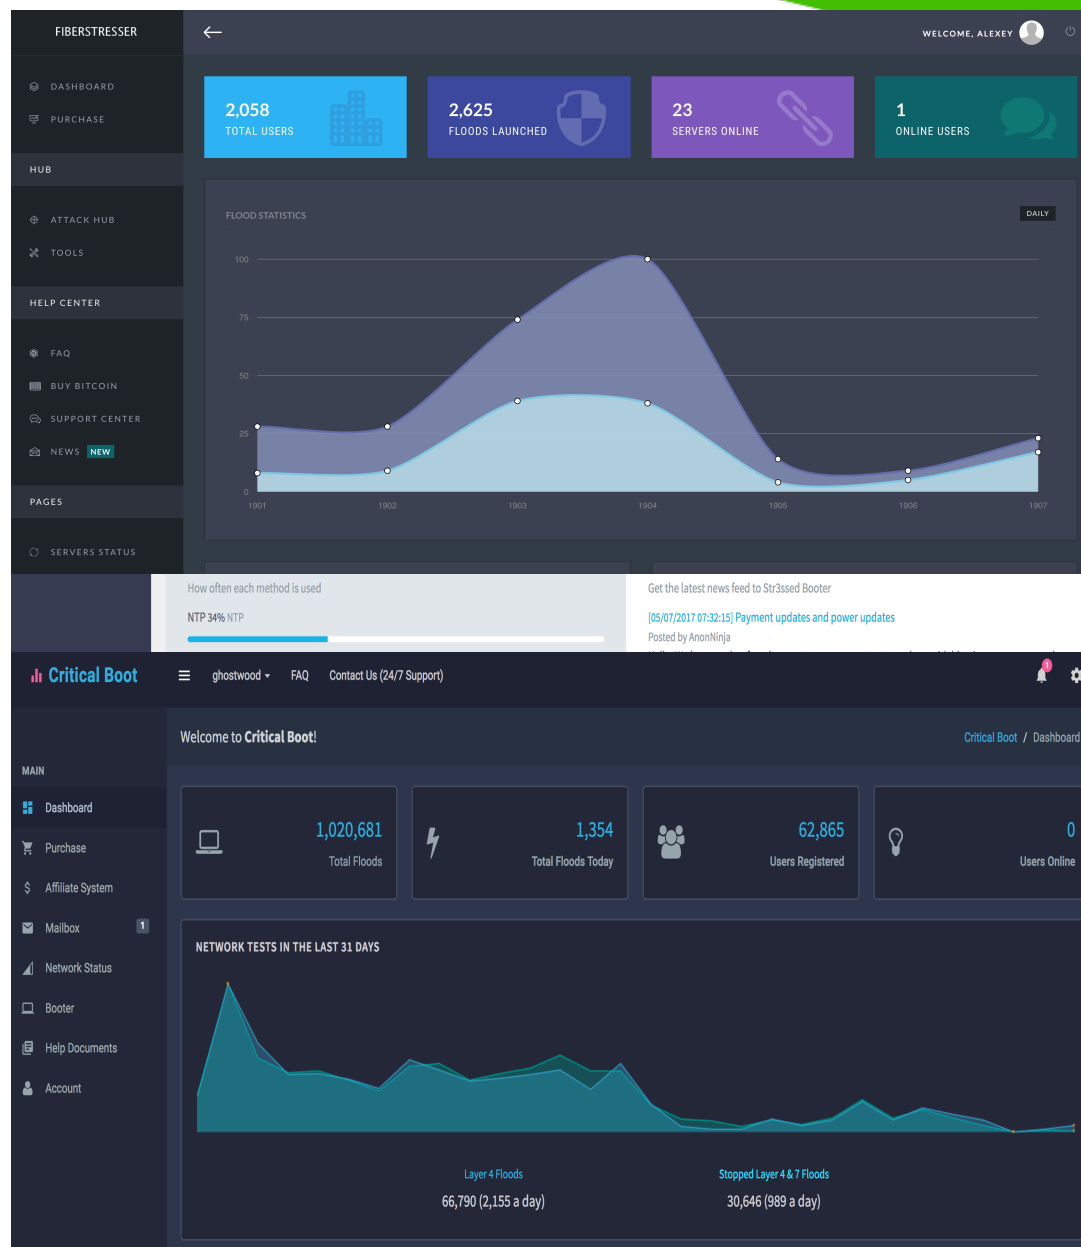 FIBERSTRESSER
WELCOME, ALEXEY
DASHBOARD
PURCHASE
HUB
ATTACK HUB
TOOLS
HELP CENTER
FAQ
BUY BITCOIN
SUPPORT CENTER
NEWS NEW
PAGES
SERVERS STATUS
2,058
TOTAL USERS
2,625
FLOODS LAUNCHED
23
SERVERS ONLINE
1
ONLINE USERS
FLOOD STATISTICS
DAILY
100
75
50
25
0
1901 1902 1903 1904 1905 1906 1907
How often each method is used
NTP 34% NTP
Get the latest news feed to Str3ssed Booter
[05/07/2017 07:32:15] Payment updates and power updates
Posted by AnonNinja
Critical Boot
ghostwood FAQ Contact Us (24/7 Support)
1
Welcome to Critical Boot!
Critical Boot / Dashboard
MAIN
Dashboard
Purchase
Affiliate System
Mailbox 1
Network Status
Booter
Help Documents
Account
1,020,681
Total Floods
1,354
Total Floods Today
62,865
Users Registered
0
Users Online
NETWORK TESTS IN THE LAST 31 DAYS
Layer 4 Floods
66,790 (2,155 a day)
Stopped Layer 4 & 7 Floods
30,646 (989 a day)